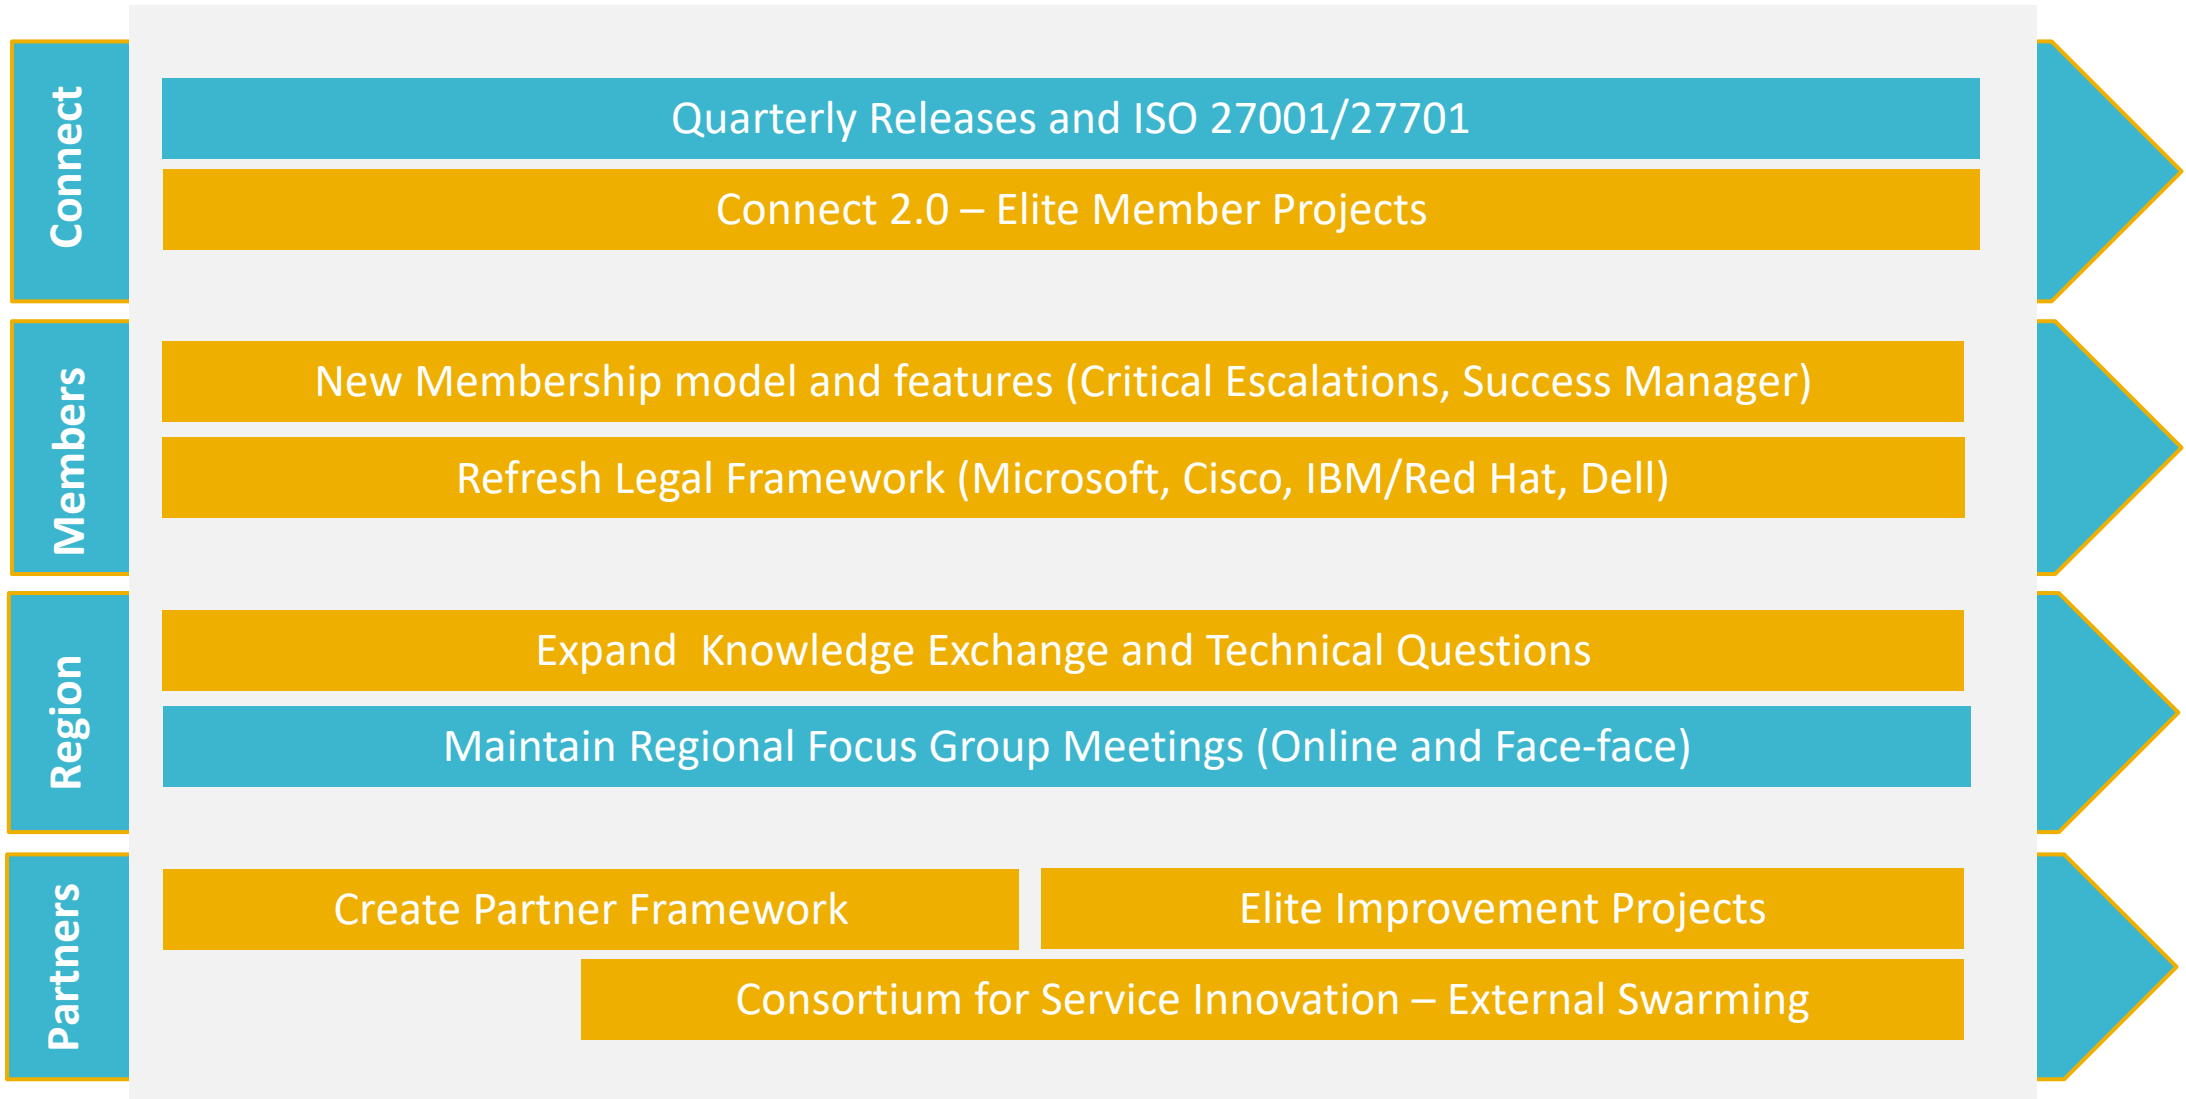 Connect
Quarterly Releases and ISO 27001/27701
Connect 2.0 – Elite Member Projects
Members
New Membership model and features (Critical Escalations, Success Manager)
Refresh Legal Framework (Microsoft, Cisco, IBM/Red Hat, Dell)
Region
Expand  Knowledge Exchange and Technical Questions
Maintain Regional Focus Group Meetings (Online and Face-face)
Partners
Create Partner Framework
Elite Improvement Projects
Consortium for Service Innovation – External Swarming